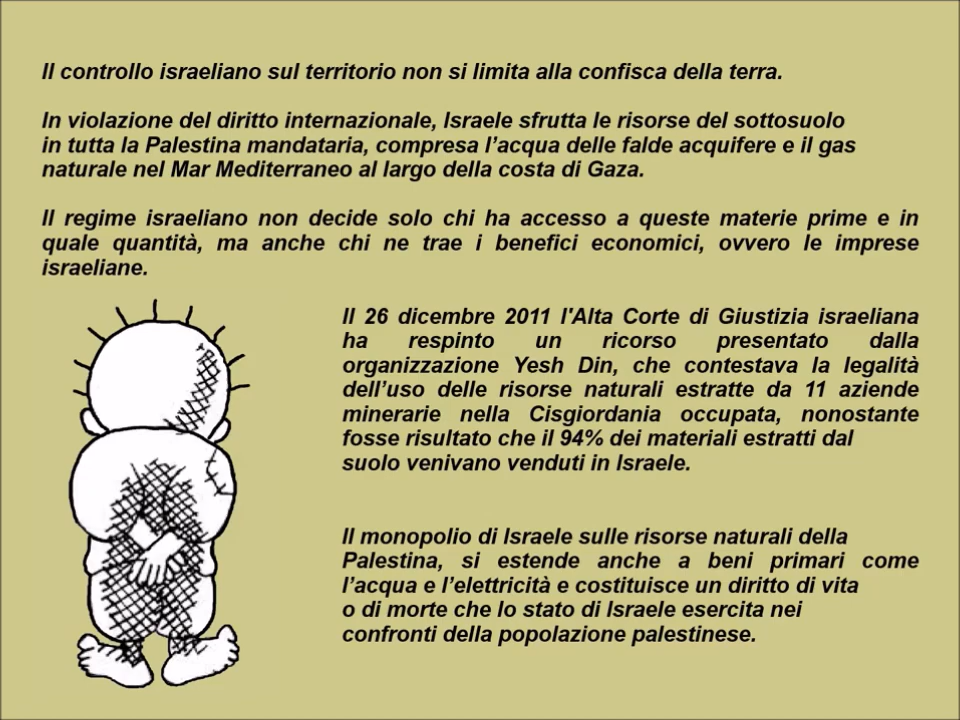 Il controllo israeliano sul territorio non si limita alla confisca della terra.
In violazione del diritto internazionale, Israele sfrutta le risorse del sottosuolo
in tutta la Palestina mandataria, compresa l’acqua delle falde acquifere e il gas
naturale nel Mar Mediterraneo al largo della costa di Gaza.
Il regime israeliano non decide solo chi ha accesso a queste materie prime e in
quale quantità, ma anche chi ne trae i benefici economici, ovvero le imprese
israeliane.
Il 26 dicembre 2011 l'Alta Corte di Giustizia israeliana
ha respinto un ricorso presentato dalla
organizzazione Yesh Din, che contestava la legalità
dell’uso delle risorse naturali estratte da 11 aziende
minerarie nella Cisgiordania occupata, nonostante
fosse risultato che il 94% dei materiali estratti dal
suolo venivano venduti in Israele.
Il monopolio di Israele sulle risorse naturali della
Palestina, si estende anche a beni primari come
l’acqua e l’elettricità e costituisce un diritto di vita
o di morte che lo stato di Israele esercita nei
confronti della popolazione palestinese.